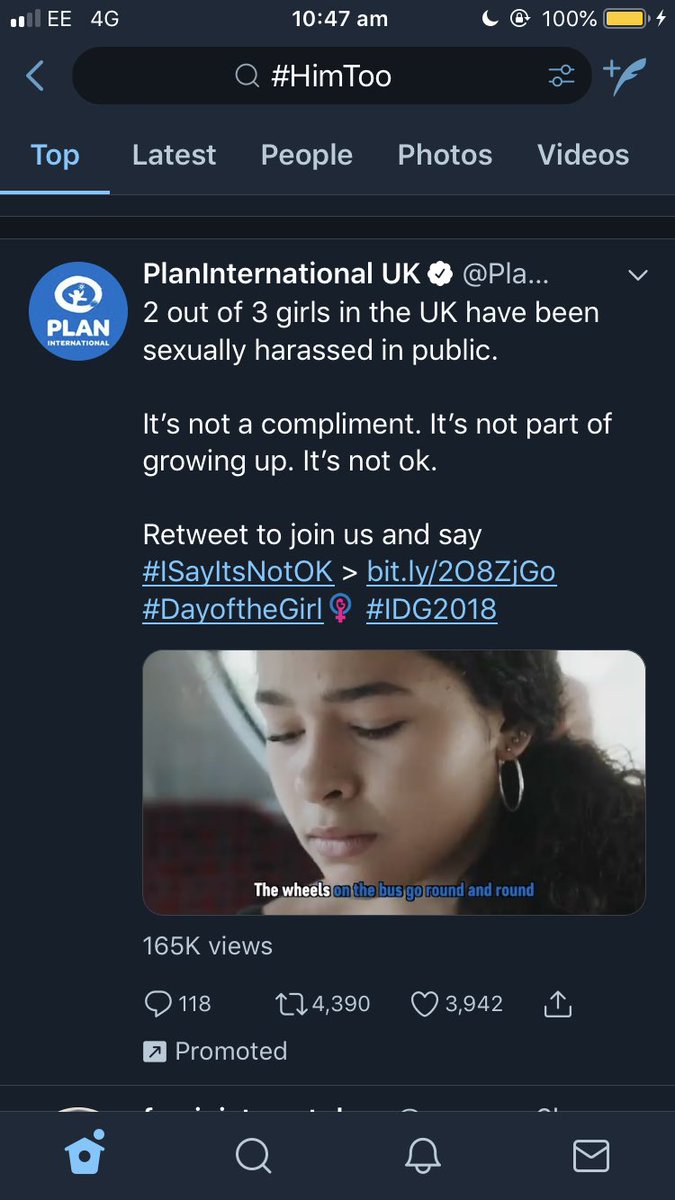 EE 4G 10:47 am 100%
#HimToo
Top Latest People Photos Videos
PlanInternational UK @Pla...
PLAN
INTERNATIONAL
2 out of 3 girls in the UK have been
sexually harassed in public.
It’s not a compliment. It’s not part of
growing up. It’s not ok.
Retweet to join us and say
#ISayItsNotOK > bit.ly/2O8ZjGo
#DayoftheGirl #IDG2018
The wheels on the bus go round and round
165K views
118 4,390 3,942
Promoted